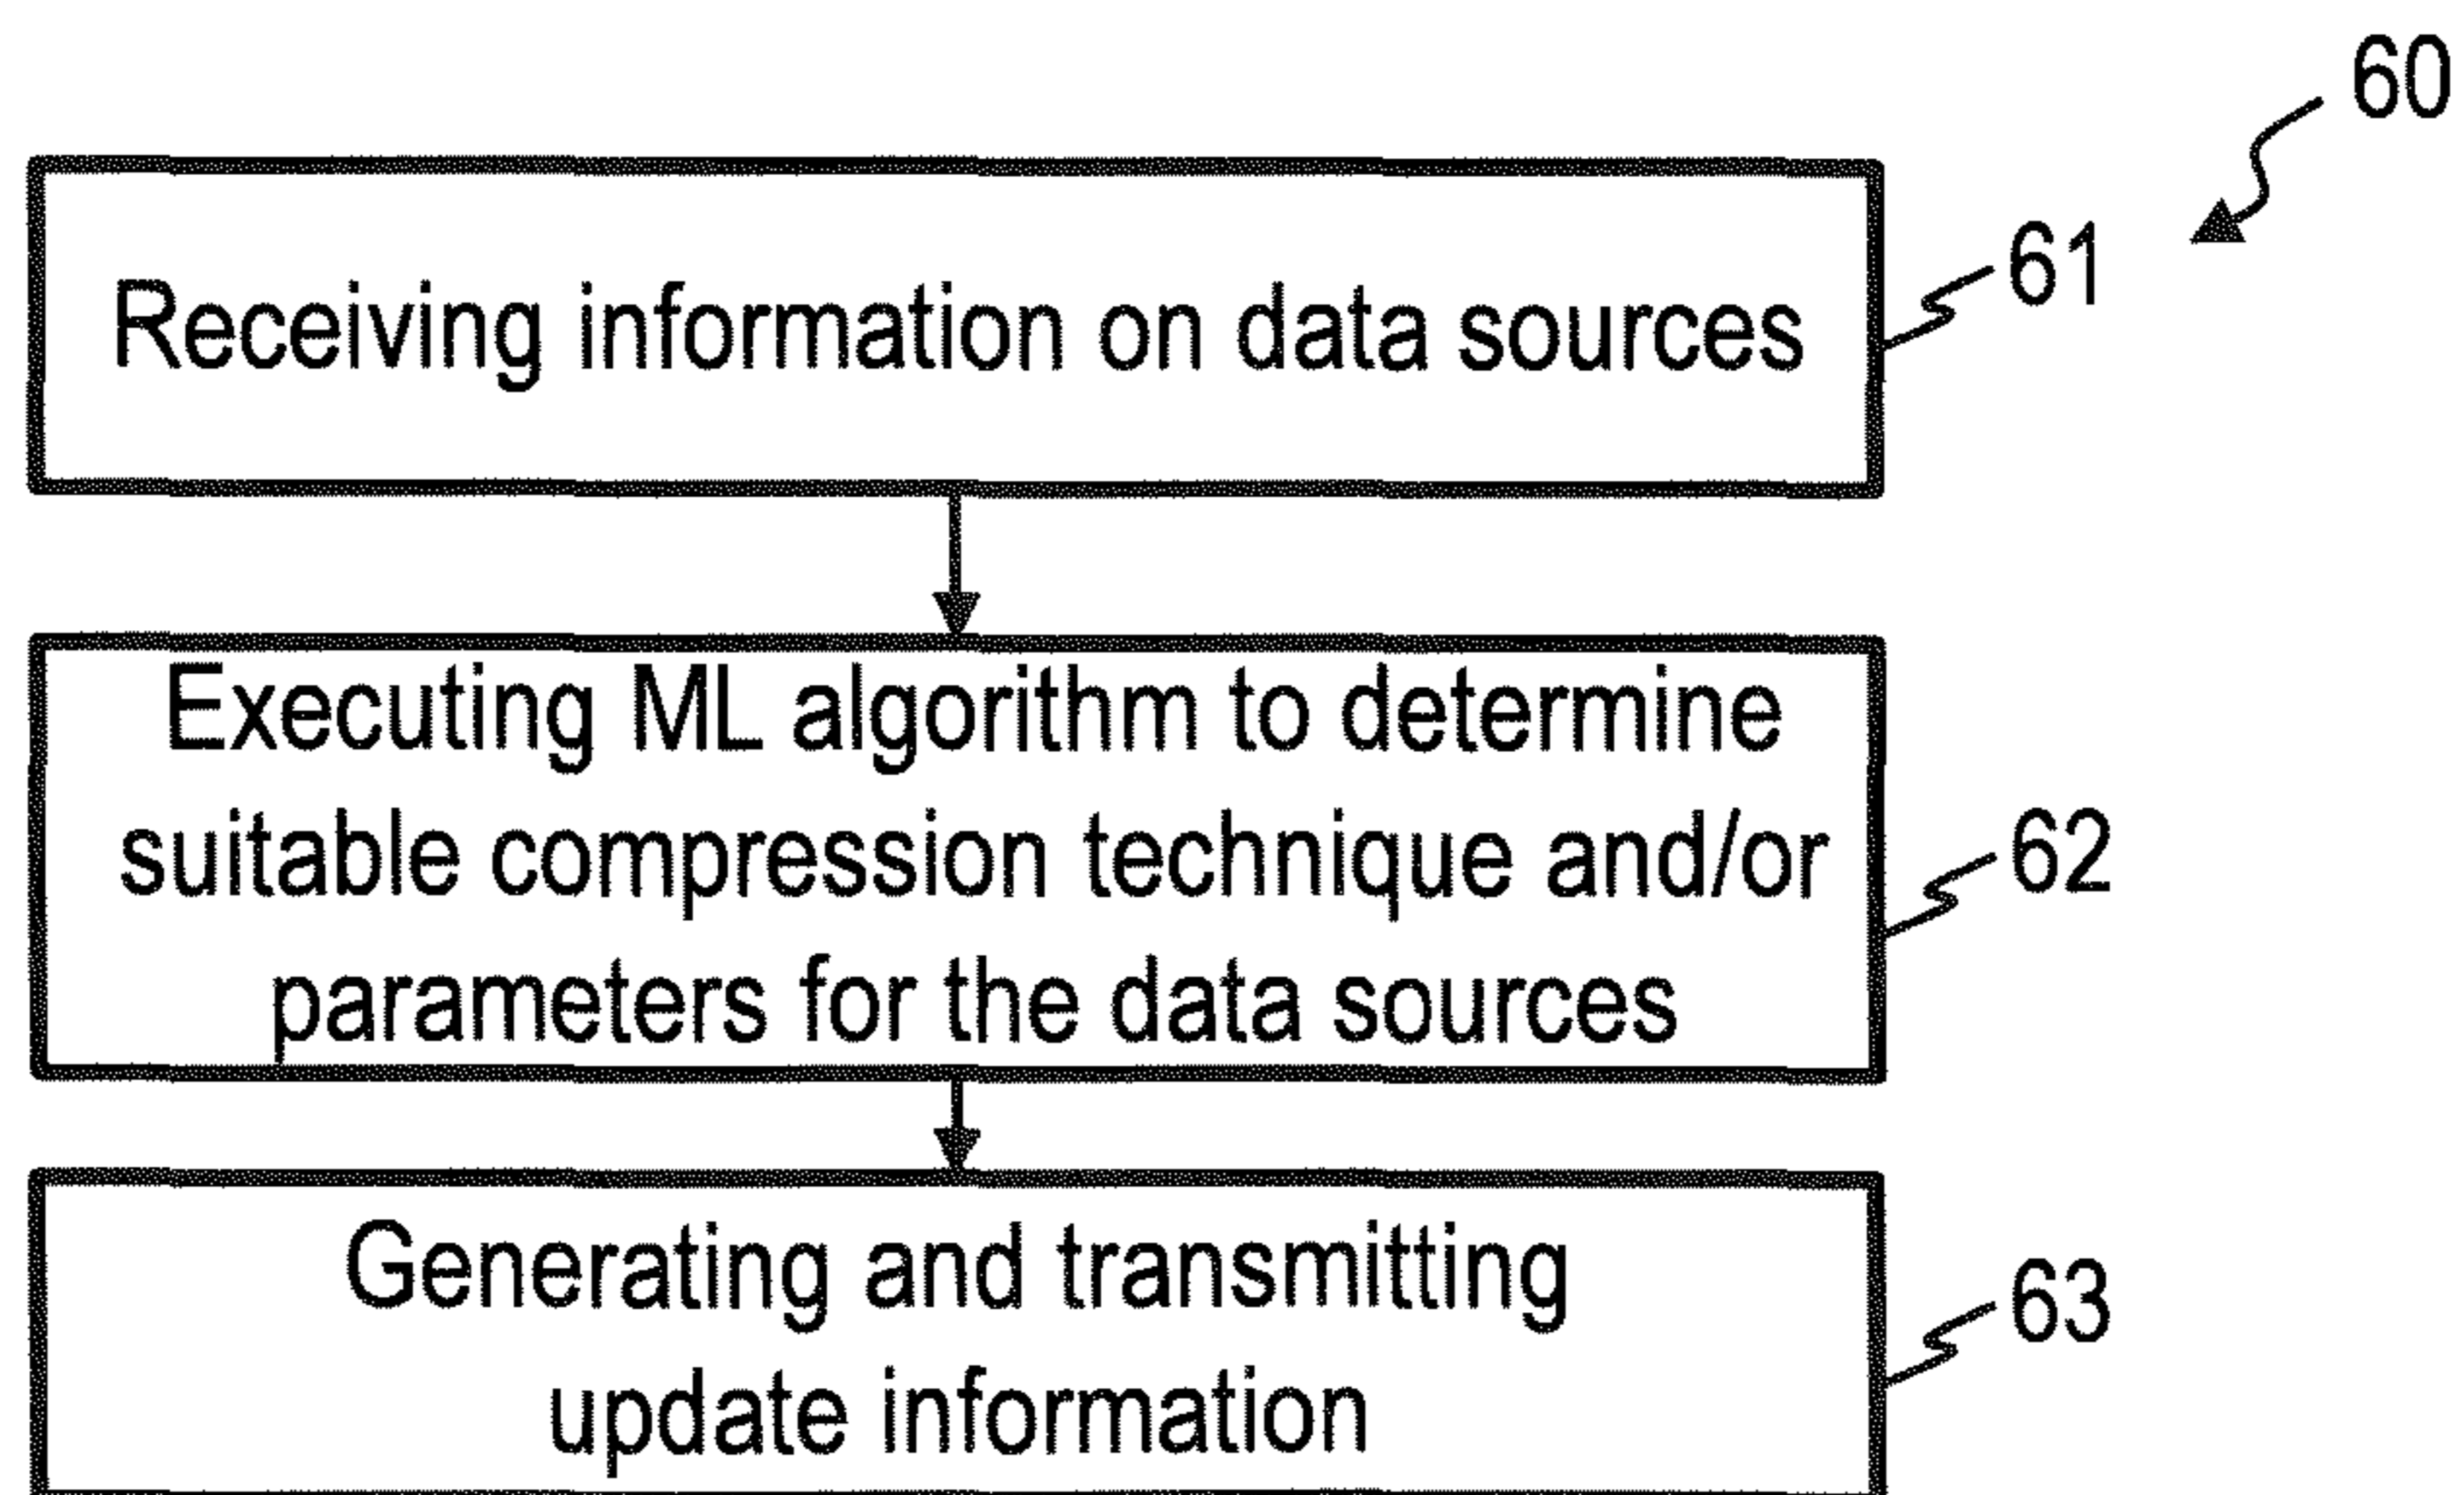 60
Receiving information on data sources
61
Executing ML algorithm to determine
suitable compression technique and/or
parameters for the data sources
62
Generating and transmitting
update information
63